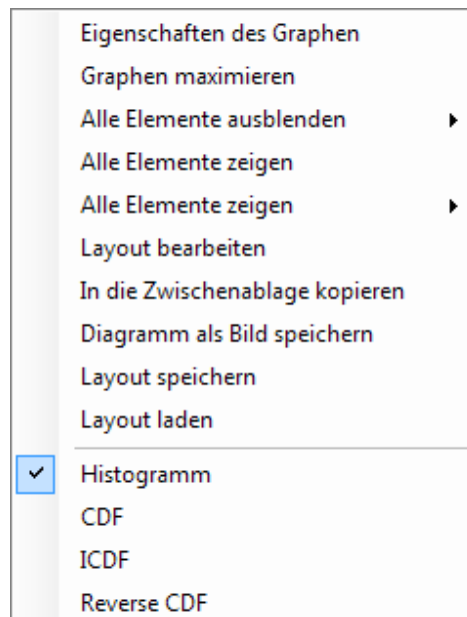 Eigenschaften des Graphen
Graphen maximieren
Alle Elemente ausblenden
Alle Elemente zeigen
Alle Elemente zeigen
Layout bearbeiten
In die Zwischenablage kopieren
Diagramm als Bild speichern
Layout speichern
Layout laden
Histogramm
CDF
ICDF
Reverse CDF